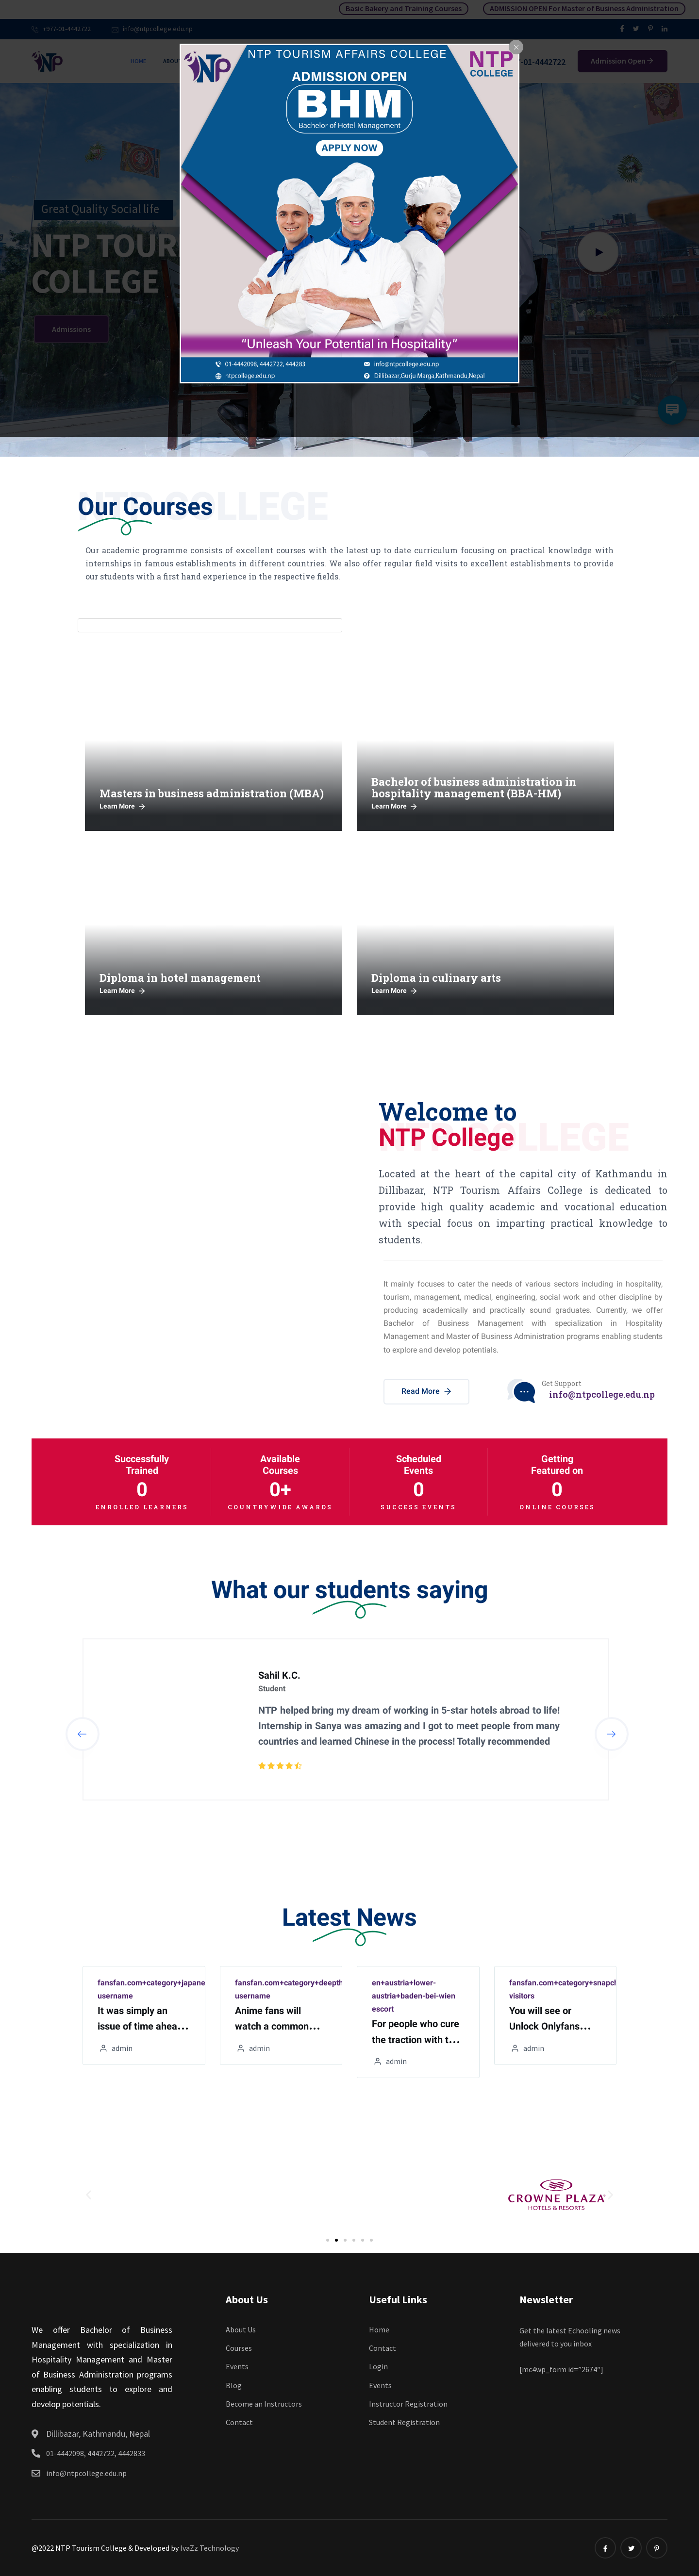 Basic Bakery and Training Courses
ADMISSION OPEN For Master of Business Administration
+977-01-4442722
info@ntpcollege.edu.np
NTP
HOME
ABOU
-01-4442722
Admission Open
NTP TOURISM AFFAIRS COLLEGE
NTP
NTP
COLLEGE
ADMISSION OPEN
BHM
Bachelor of Hotel Management
APPLY NOW
"Unleash Your Potential in Hospitality"
01-4442098, 4442722, 444283
info@ntpcollege.edu.np
ntpcollege.edu.np
Dillibazar,Gurju Marga,Kathmandu,Nepal
Great Quality Social life
NTP TOUR
COLLEGE
Admissions
NTP COLLEGE
Our Courses
Our academic programme consists of excellent courses with the latest up to date curriculum focusing on practical knowledge with
internships in famous establishments in different countries. We also offer regular field visits to excellent establishments to provide
our students with a first hand experience in the respective fields.
Masters in business administration (MBA)
Learn More
Bachelor of business administration in
hospitality management (BBA-HM)
Learn More
Diploma in hotel management
Learn More
Diploma in culinary arts
Learn More
Welcome to
NTP College
COLLEGE
Located at the heart of the capital city of Kathmandu in
Dillibazar, NTP Tourism Affairs College is dedicated to
provide high quality academic and vocational education
with special focus on imparting practical knowledge to
students.
It mainly focuses to cater the needs of various sectors including in hospitality,
tourism, management, medical, engineering, social work and other discipline by
producing academically and practically sound graduates. Currently, we offer
Bachelor of Business Management with specialization in Hospitality
Management and Master of Business Administration programs enabling students
to explore and develop potentials.
Read More
Get Support
info@ntpcollege.edu.np
Successfully
Trained
0
ENROLLED LEARNERS
Available
Courses
0+
COUNTRYWIDE AWARDS
Scheduled
Events
0
SUCCESS EVENTS
Getting
Featured on
0
ONLINE COURSES
What our students saying
Sahil K.C.
Student
NTP helped bring my dream of working in 5-star hotels abroad to life!
Internship in Sanya was amazing and I got to meet people from many
countries and learned Chinese in the process! Totally recommended
Latest News
fansfan.com+category+japane
username
It was simply an
issue of time ahea...
admin
fansfan.com+category+deepth
username
Anime fans will
watch a common...
admin
en+austria+lower-
austria+baden-bei-wien
escort
For people who cure
the traction with t...
admin
fansfan.com+category+snapch
visitors
You will see or
Unlock Onlyfans...
admin
CROWNE PLAZA
HOTELS & RESORTS
We offer Bachelor of Business
Management with specialization in
Hospitality Management and Master
of Business Administration programs
enabling students to explore and
develop potentials.
Dillibazar, Kathmandu, Nepal
01-4442098, 4442722, 4442833
info@ntpcollege.edu.np
About Us
About Us
Courses
Events
Blog
Become an Instructors
Contact
Useful Links
Home
Contact
Login
Events
Instructor Registration
Student Registration
Newsletter
Get the latest Echooling news
delivered to you inbox
[mc4wp_form id="2674"]
@2022 NTP Tourism College & Developed by IvaZz Technology